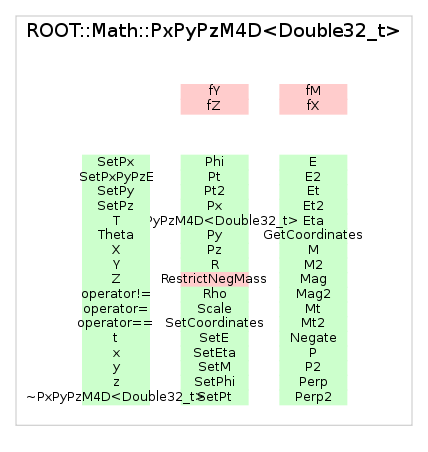 ROOT::Math::PxPyPzM4D<Double32_t>
fY fM
fZ fX
SetPx Phi E
SetPxPyPzE Pt E2
SetPy Pt2 Et
SetPz Px Et2
T PyPzM4D<Double32_t> Eta
Theta Py GetCoordinates
X Pz M
Y R M2
Z RestrictNegMass Mag
operator!= Rho Mag2
operator= Scale Mt
operator== SetCoordinates Mt2
t SetE Negate
x SetEta P
y SetM P2
z SetPhi Perp
~PxPyPzM4D<Double32_t> SetPt Perp2